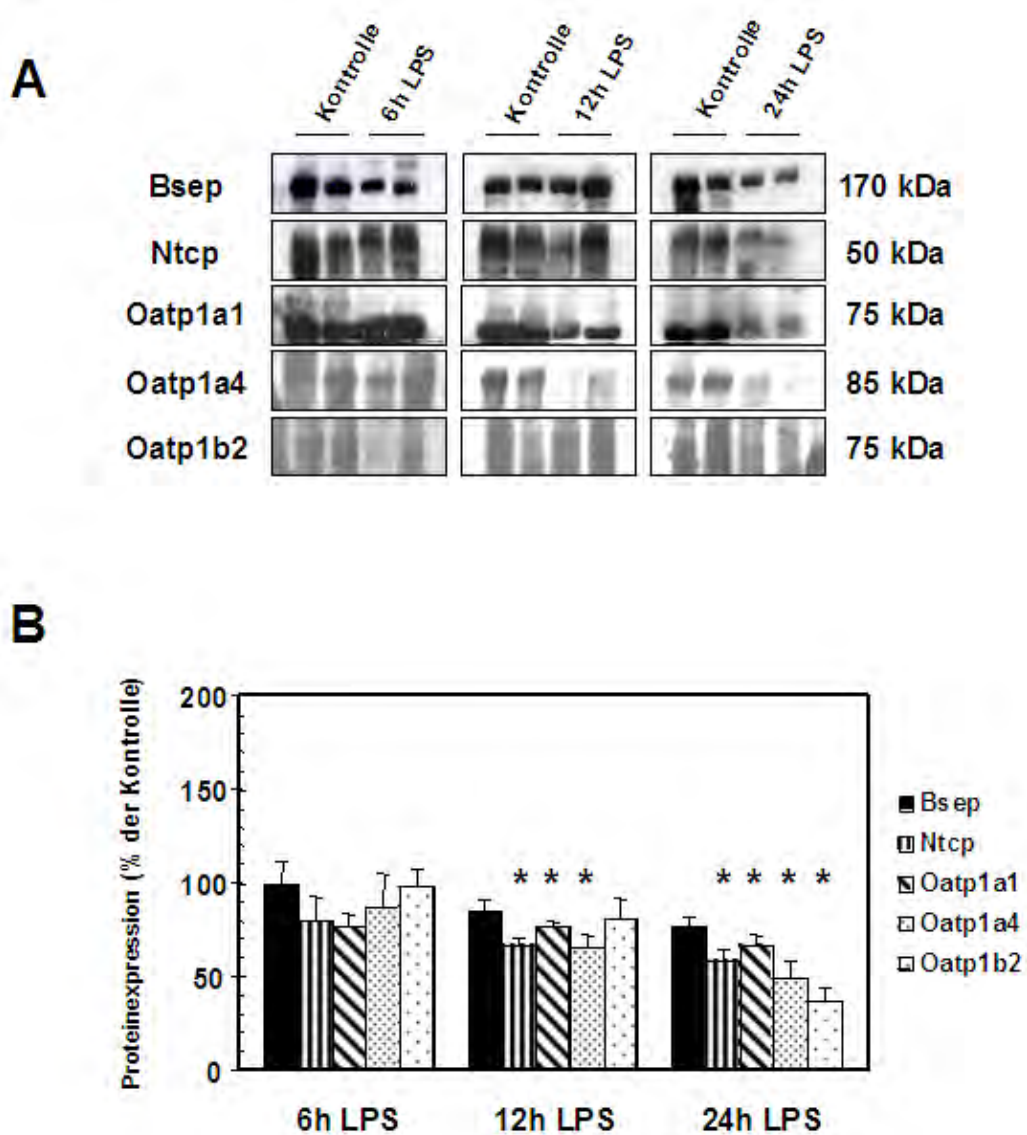 A
Kontrolle
6h LPS
Kontrolle
12h LPS
Kontrolle
24h LPS
Bsep
170 kDa
Ntcp
50 kDa
Oatp1a1
75 kDa
Oatp1a4
85 kDa
Oatp1b2
75 kDa
B
Proteinexpression (% der Kontrolle)
200
150
100
50
0
* * *
* * * *
6h LPS
12h LPS
24h LPS
Bsep
Ntcp
Oatp1a1
Oatp1a4
Oatp1b2